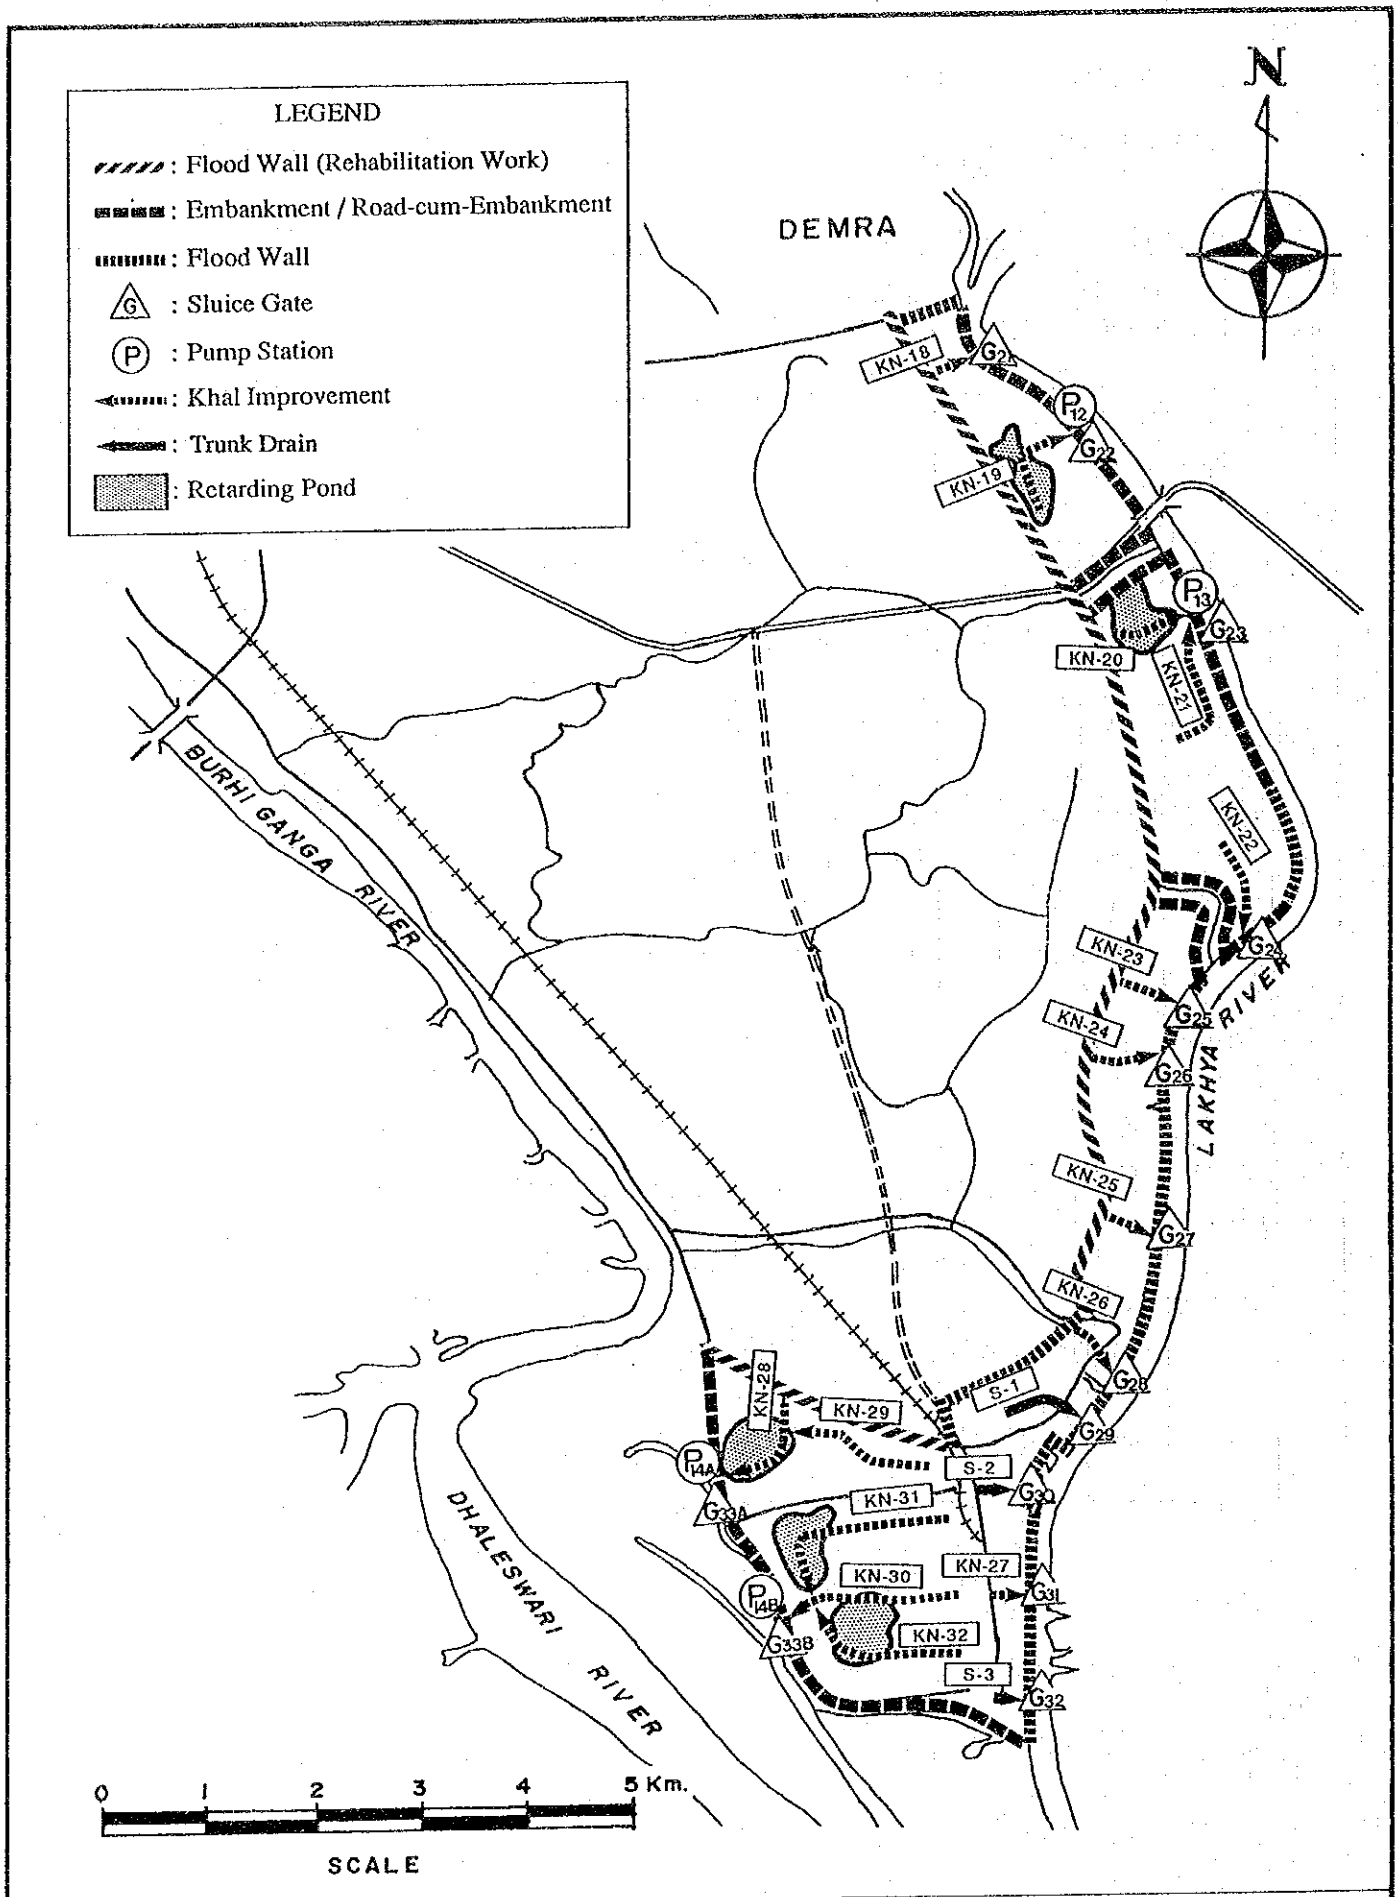 N
LEGEND
: Flood Wall (Rehabilitation Work)
: Embankment / Road-cum-Embankment
: Flood Wall
G : Sluice Gate
P : Pump Station
: Khal Improvement
: Trunk Drain
: Retarding Pond
DEMRA
KN-18
G21
P12
G22
KN-19
P13
G23
KN-20
KN-21
BURHI GANGA RIVER
KN-22
G24
KN-23
G25
KN-24
G26
LAKHYA RIVER
KN-25
G27
KN-26
G28
KN-28
S-1
KN-29
G29
P14A
S-2
G30
G33A
KN-31
DHALESWARI RIVER
KN-27
KN-30
G31
P14B
G33B
KN-32
S-3
G32
0 1 2 3 4 5 Km.
SCALE